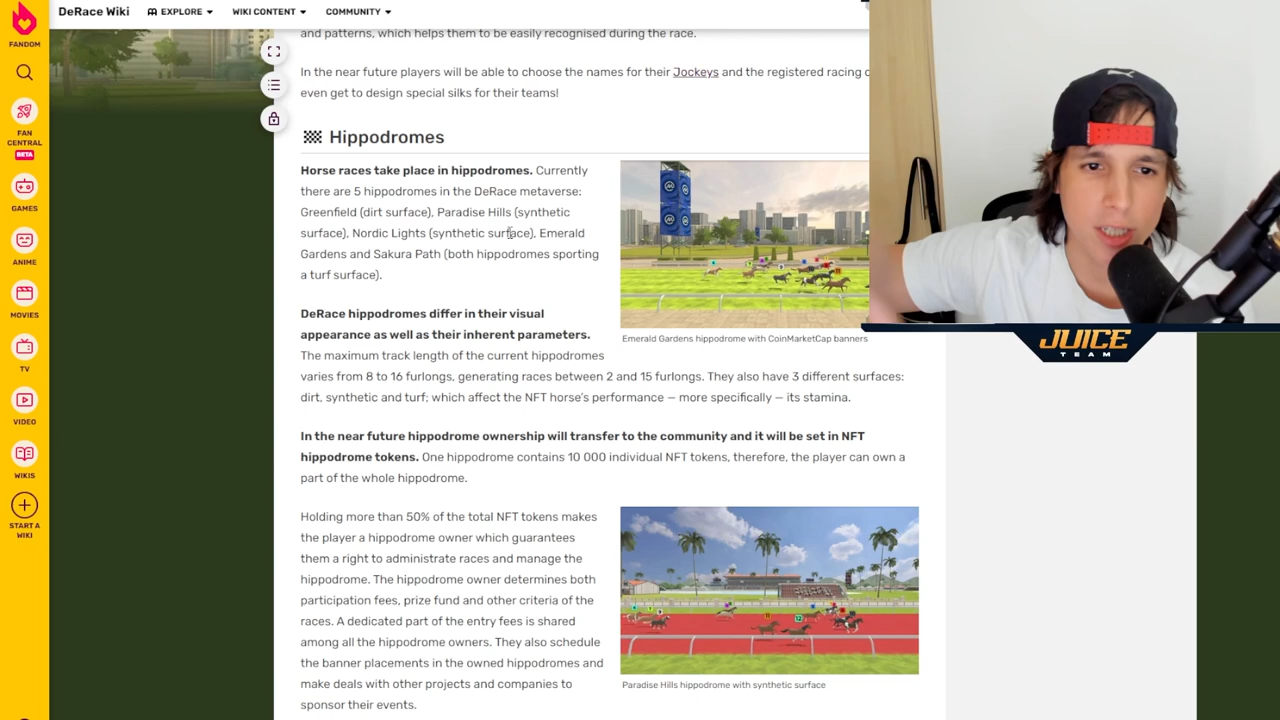 DeRace Wiki
EXPLORE
WIKI CONTENT
COMMUNITY
FANDOM
FAN
CENTRAL
BETA
GAMES
ANIME
MOVIES
TV
VIDEO
WIKIS
START A
WIKI
and patterns, which helps them to be easily recognised during the race.
In the near future players will be able to choose the names for their Jockeys and the registered racing
even get to design special silks for their teams!
Hippodromes
Horse races take place in hippodromes. Currently
there are 5 hippodromes in the DeRace metaverse:
Greenfield (dirt surface), Paradise Hills (synthetic
surface), Nordic Lights (synthetic surface), Emerald
Gardens and Sakura Path (both hippodromes sporting
a turf surface).
Emerald Gardens hippodrome with CoinMarketCap banners
DeRace hippodromes differ in their visual
appearance as well as their inherent parameters.
The maximum track length of the current hippodromes
varies from 8 to 16 furlongs, generating races between 2 and 15 furlongs. They also have 3 different surfaces:
dirt, synthetic and turf; which affect the NFT horse's performance — more specifically — its stamina.
In the near future hippodrome ownership will transfer to the community and it will be set in NFT
hippodrome tokens. One hippodrome contains 10 000 individual NFT tokens, therefore, the player can own a
part of the whole hippodrome.
Holding more than 50% of the total NFT tokens makes
the player a hippodrome owner which guarantees
them a right to administrate races and manage the
hippodrome. The hippodrome owner determines both
participation fees, prize fund and other criteria of the
races. A dedicated part of the entry fees is shared
among all the hippodrome owners. They also schedule
the banner placements in the owned hippodromes and
make deals with other projects and companies to
sponsor their events.
Paradise Hills hippodrome with synthetic surface
JUICE
TEAM